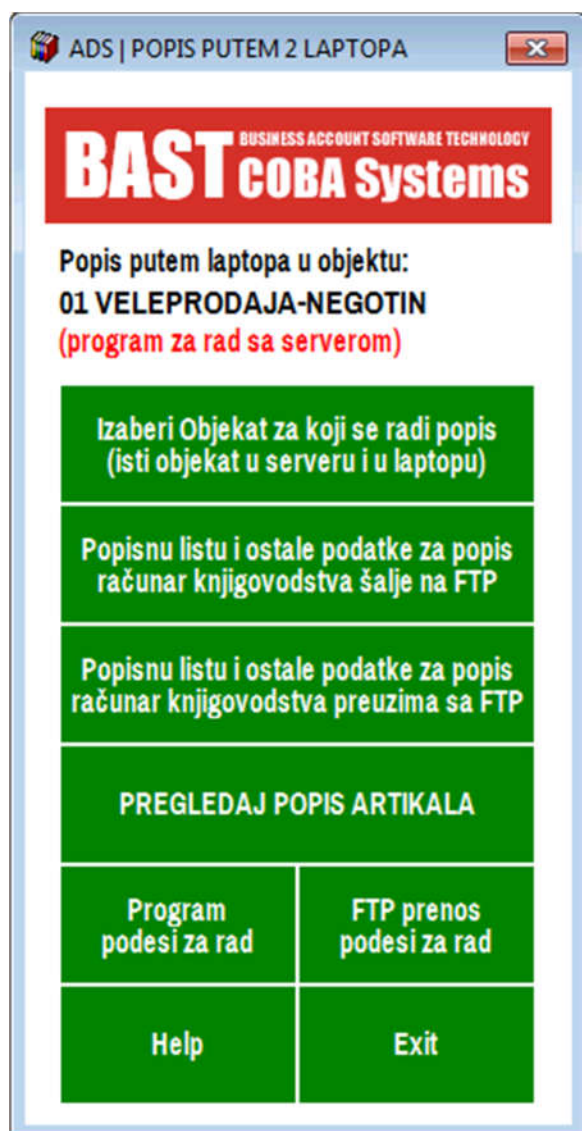 ADS | POPIS PUTEM 2 LAPTOPA
BAST BUSINESS ACCOUNT SOFTWARE TECHNOLOGY
COBA Systems
Popis putem laptopa u objektu:
01 VELEPRODAJA-NEGOTIN
(program za rad sa serverom)
Izaberi Objekat za koji se radi popis
(isti objekat u serveru i u laptopu)
Popisnu listu i ostale podatke za popis
računar knjigovodstva šalje na FTP
Popisnu listu i ostale podatke za popis
računar knjigovodstva preuzima sa FTP
PREGLEDAJ POPIS ARTIKALA
Program
podesi za rad
FTP prenos
podesi za rad
Help
Exit